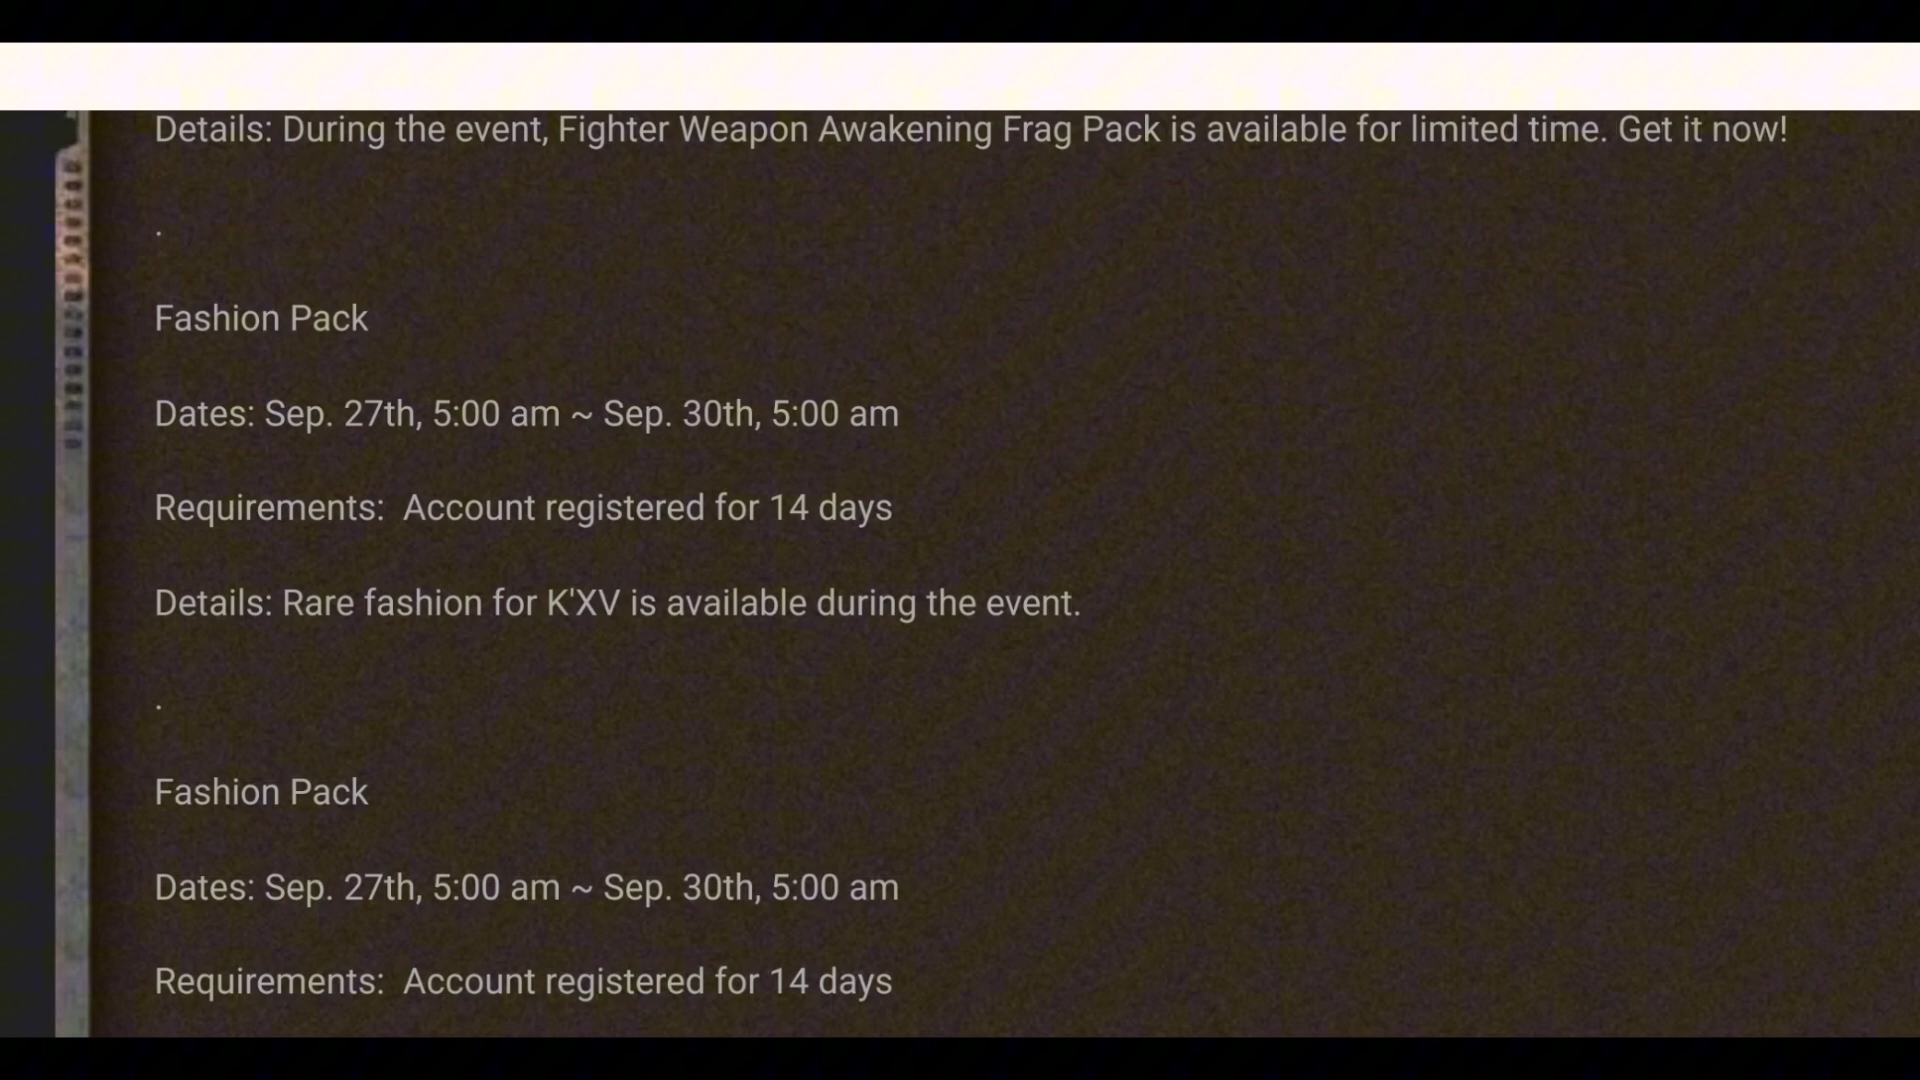 Details: During the event, Fighter Weapon Awakening Frag Pack is available for limited time. Get it now!
.
Fashion Pack
Dates: Sep. 27th, 5:00 am ~ Sep. 30th, 5:00 am
Requirements:  Account registered for 14 days
Details: Rare fashion for K'XV is available during the event.
.
Fashion Pack
Dates: Sep. 27th, 5:00 am ~ Sep. 30th, 5:00 am
Requirements:  Account registered for 14 days